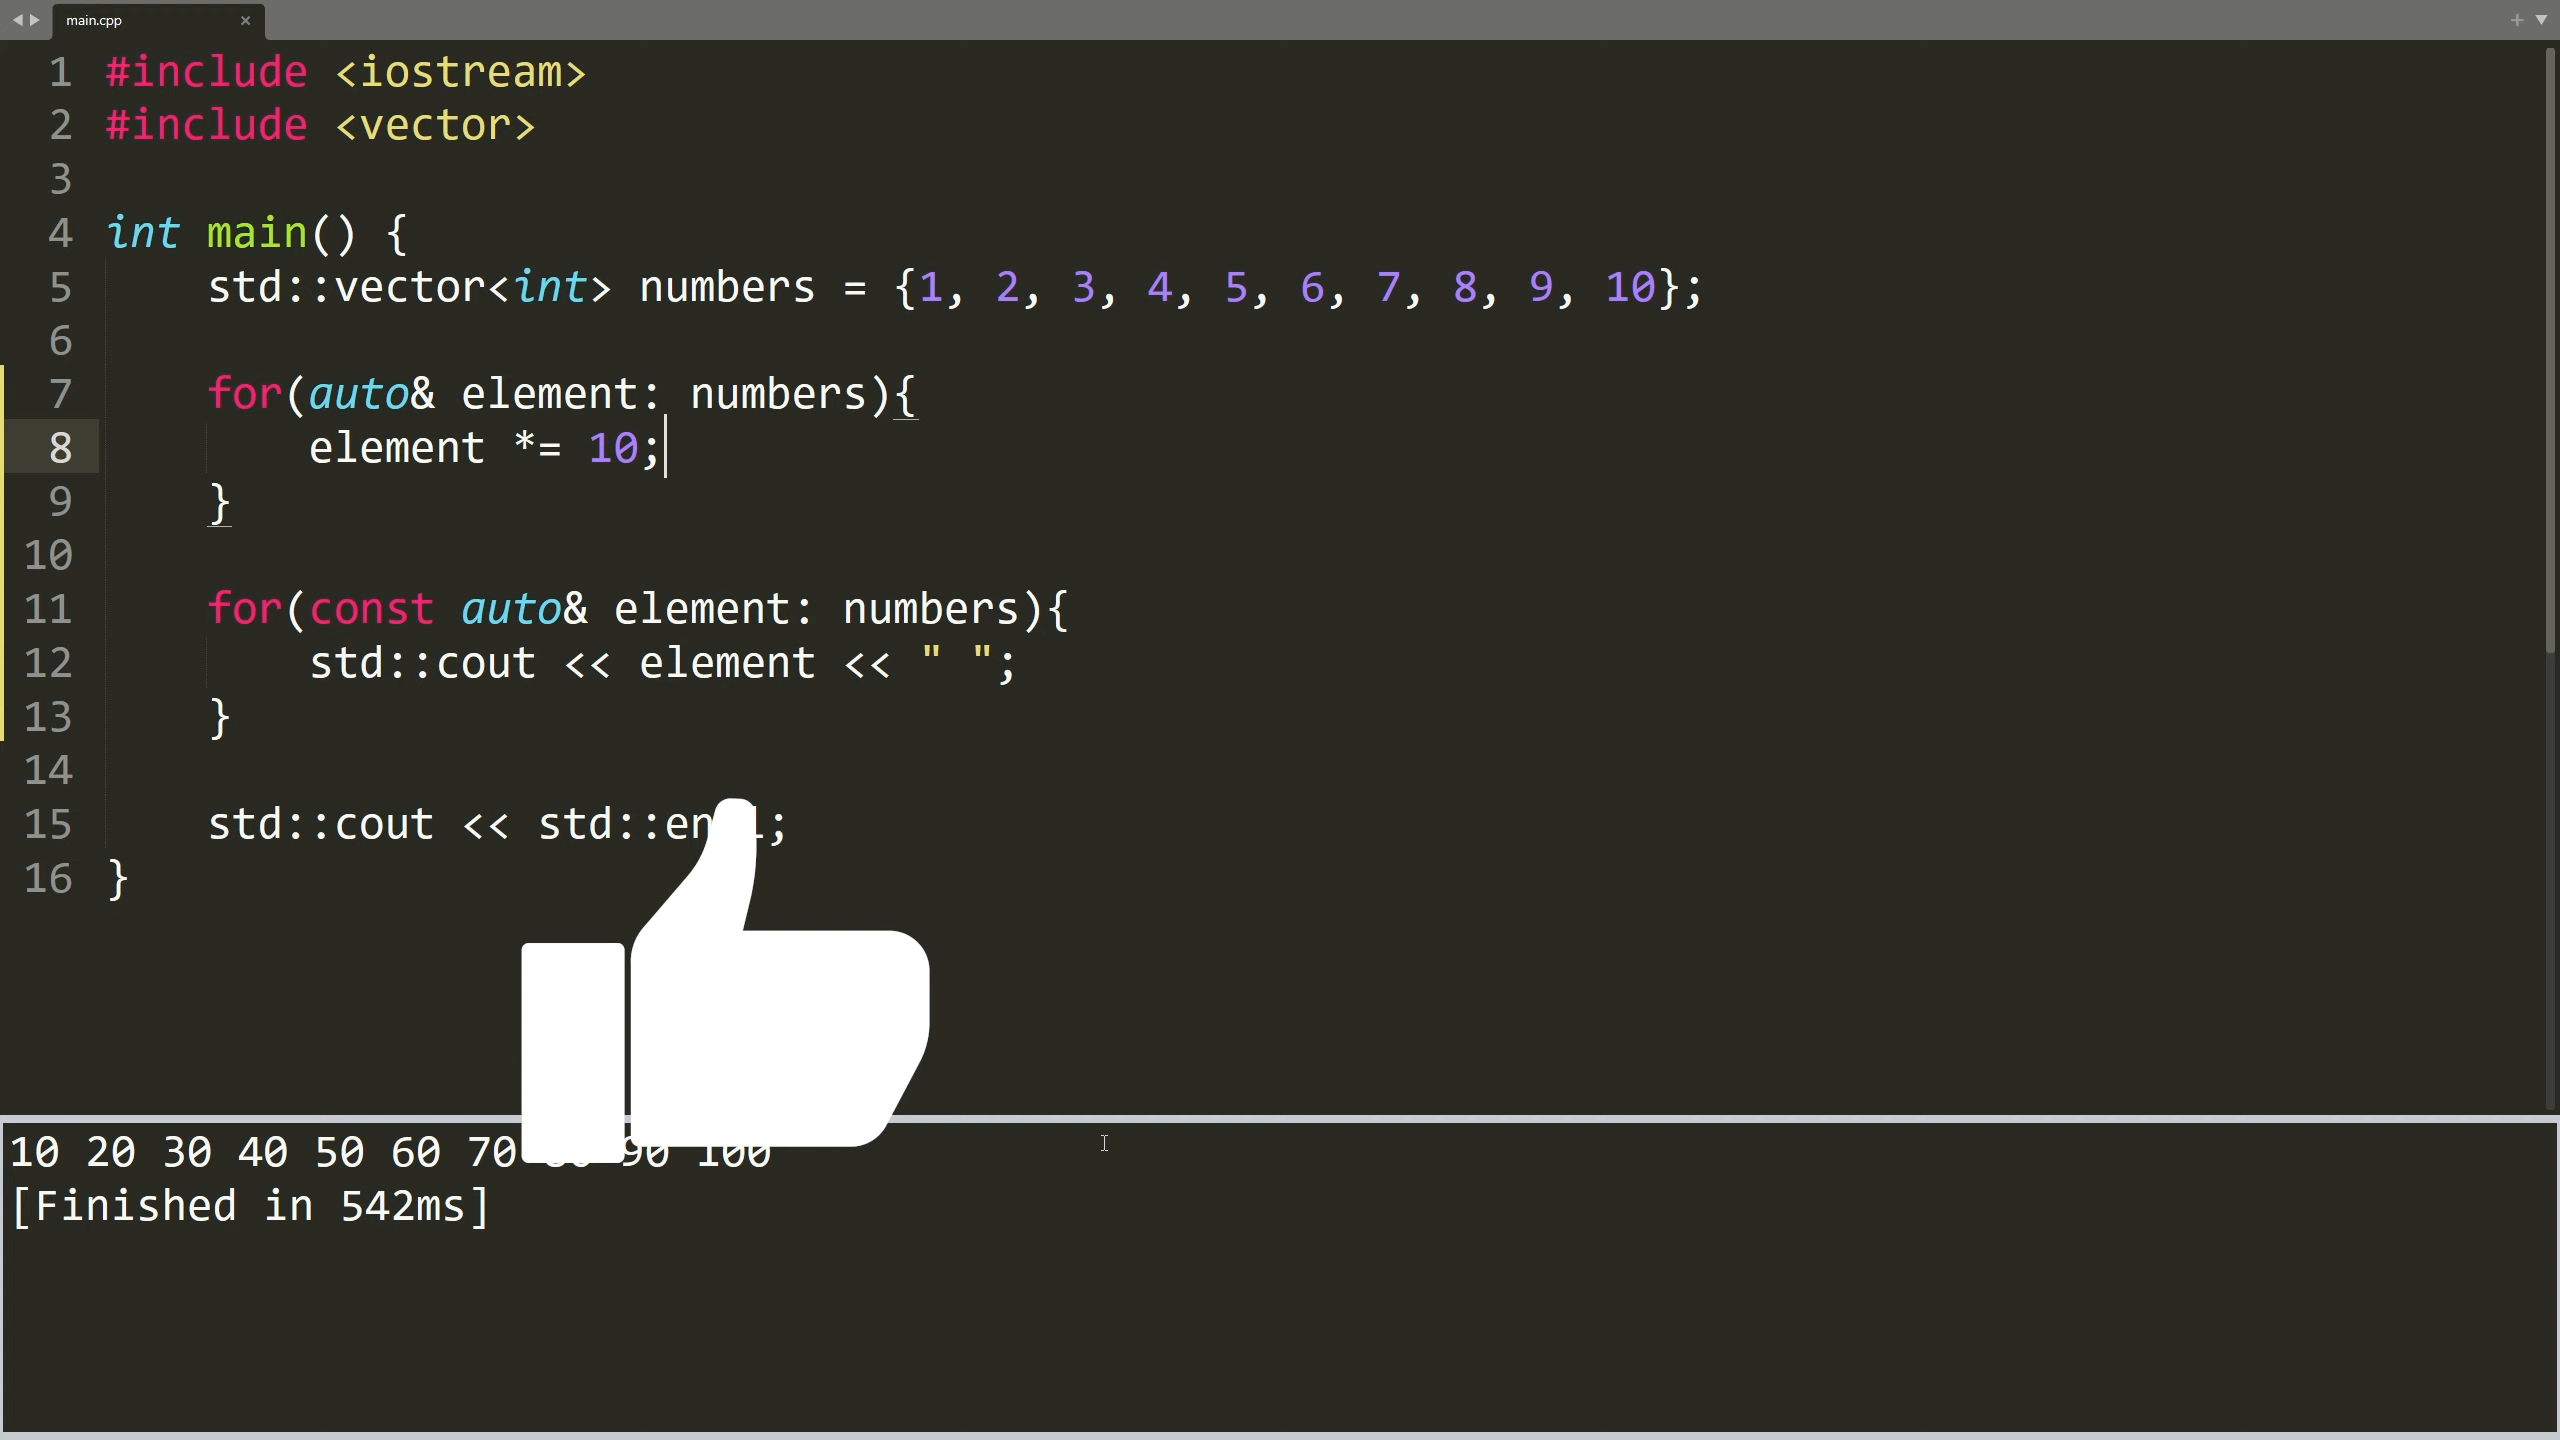 main.cpp
1 #include <iostream>
2 #include <vector>
3
4 int main() {
5 std::vector<int> numbers = {1, 2, 3, 4, 5, 6, 7, 8, 9, 10};
6
7 for(auto& element: numbers){
8 element *= 10;
9 }
10
11 for(const auto& element: numbers){
12 std::cout << element << " ";
13 }
14
15 std::cout <<
16 }
10 20 30 40 50 60 70 90 100
[Finished in 542ms]